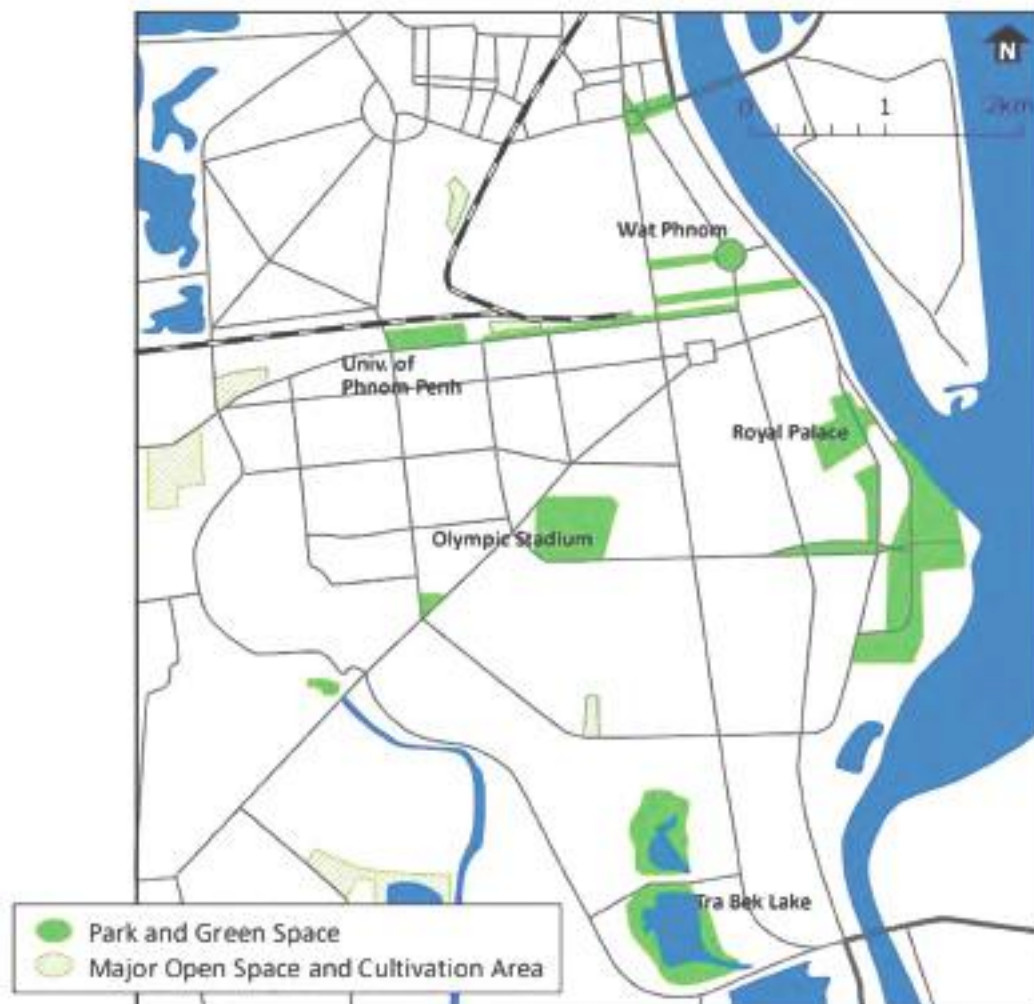 N
0 1 2km
Wat Phnom
Univ. of
Phnom Penh
Royal Palace
Olympic Stadium
Tra Bek Lake
Park and Green Space
Major Open Space and Cultivation Area